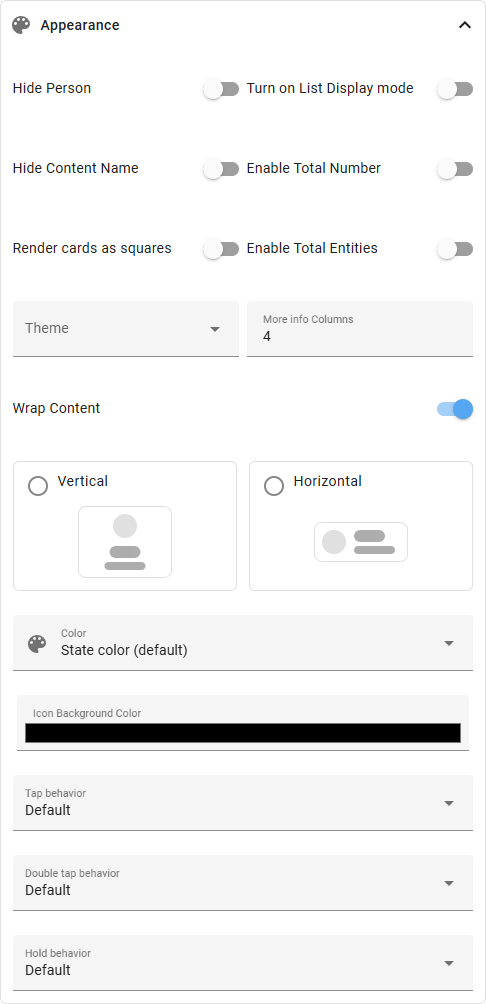 Appearance
Hide Person
Turn on List Display mode
Hide Content Name
Enable Total Number
Render cards as squares
Enable Total Entities
Theme
More info Columns
4
Wrap Content
Vertical
Horizontal
Color
State color (default)
Icon Background Color
Tap behavior
Default
Double tap behavior
Default
Hold behavior
Default